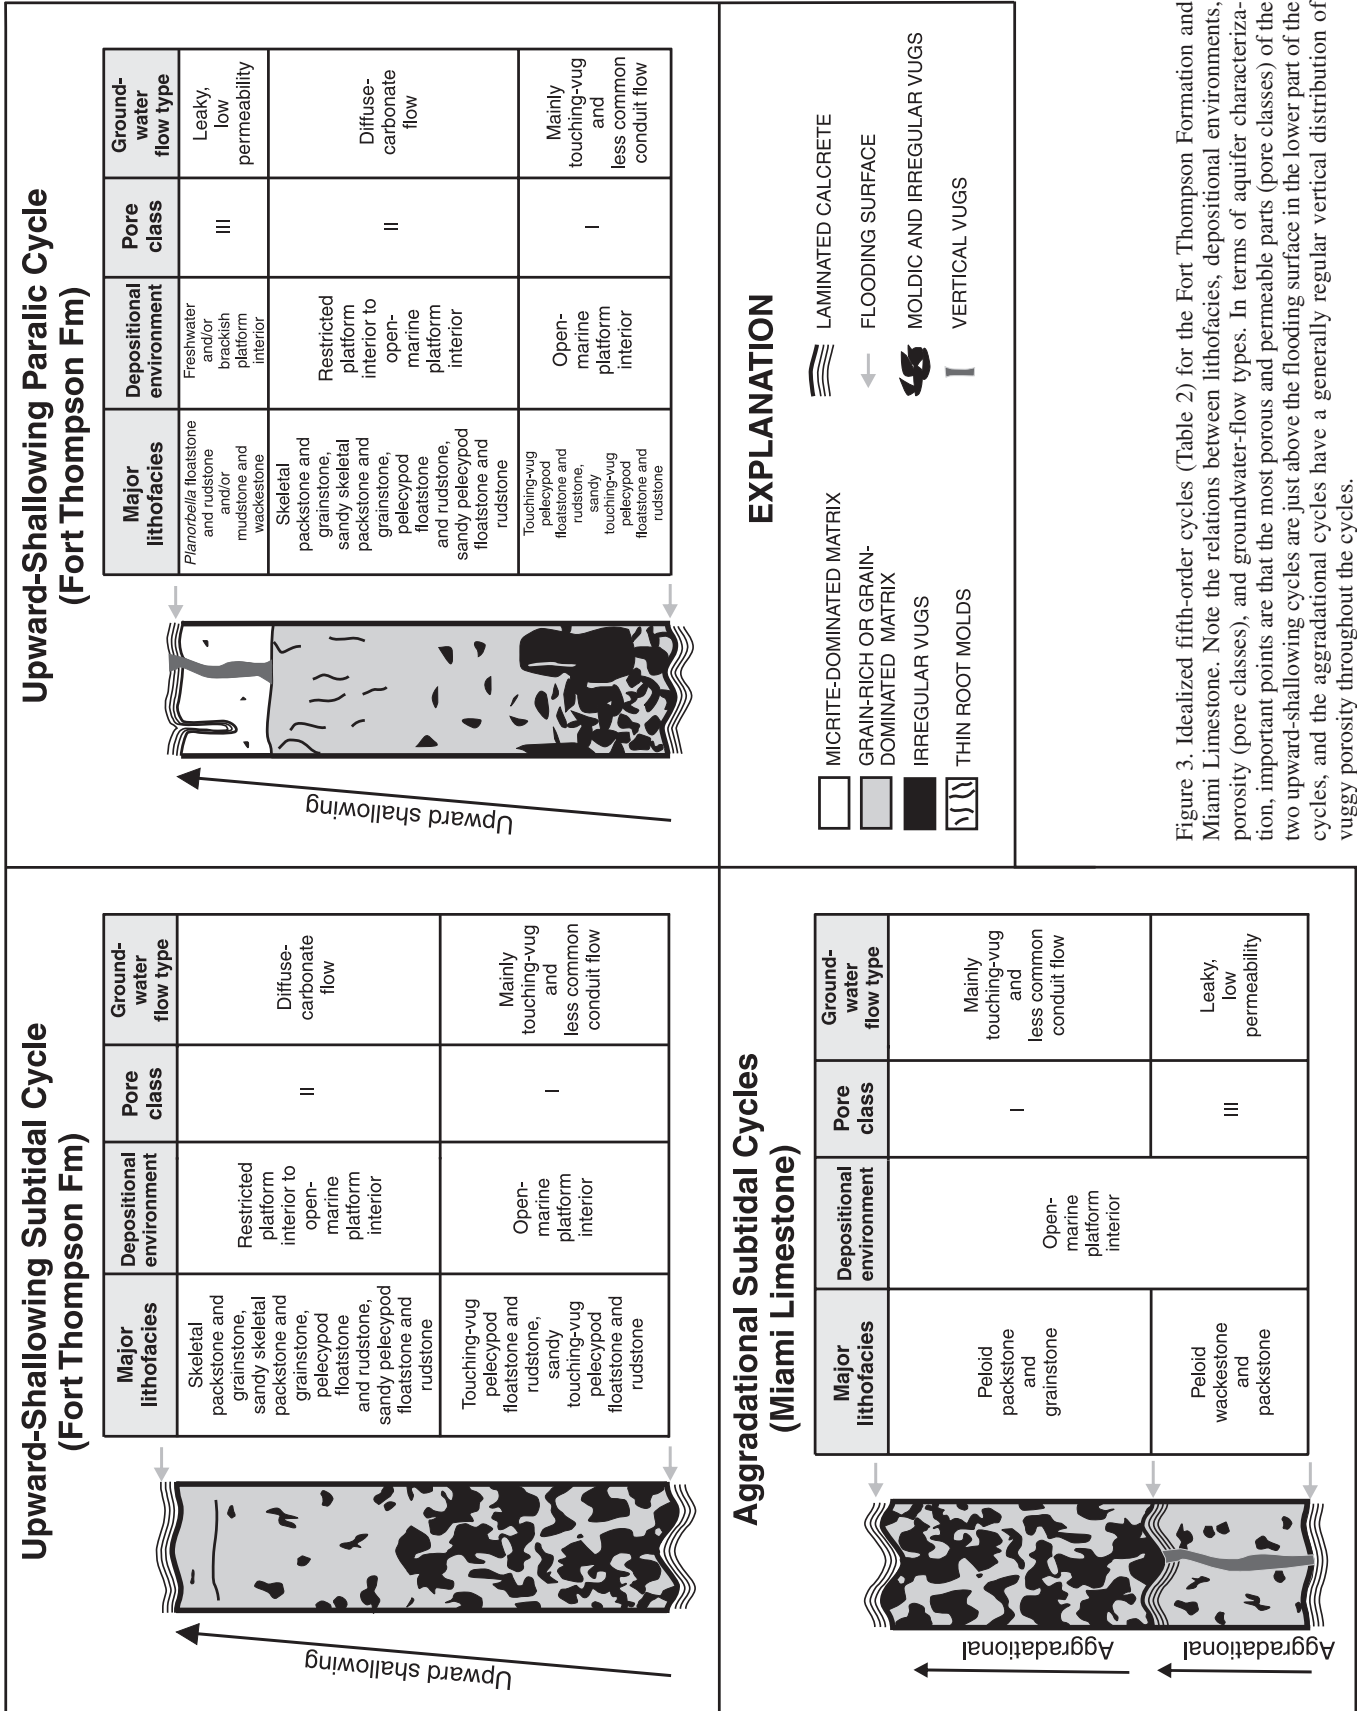 Upward-Shallowing Subtidal Cycle
(Fort Thompson Fm)
Major
lithofacies
Depositional
environment
Pore
class
Ground-
water
flow type
Skeletal
packstone and
grainstone,
sandy skeletal
packstone and
grainstone,
pelecypod
floatstone
and rudstone,
sandy pelecypod
floatstone and
rudstone
Restricted
platform
interior to
open-
marine
platform
interior
II
Diffuse-
carbonate
flow
Touching-vug
pelecypod
floatstone and
rudstone,
sandy
touching-vug
pelecypod
floatstone and
rudstone
Open-
marine
platform
interior
I
Mainly
touching-vug
and
less common
conduit flow
Upward shallowing
Upward-Shallowing Paralic Cycle
(Fort Thompson Fm)
Major
lithofacies
Depositional
environment
Pore
class
Ground-
water
flow type
Planorbella floatstone
and rudstone
and/or
mudstone and
wackestone
Freshwater
and/or
brackish
platform
interior
III
Leaky,
low
permeability
Skeletal
packstone and
grainstone,
sandy skeletal
packstone and
grainstone,
pelecypod
floatstone
and rudstone,
sandy pelecypod
floatstone and
rudstone
Restricted
platform
interior to
open-
marine
platform
interior
II
Diffuse-
carbonate
flow
Touching-vug
pelecypod
floatstone and
rudstone,
sandy
touching-vug
pelecypod
floatstone and
rudstone
Open-
marine
platform
interior
I
Mainly
touching-vug
and
less common
conduit flow
Upward shallowing
Aggradational Subtidal Cycles
(Miami Limestone)
Major
lithofacies
Depositional
environment
Pore
class
Ground-
water
flow type
Peloid
packstone
and
grainstone
Open-
marine
platform
interior
I
Mainly
touching-vug
and
less common
conduit flow
Peloid
wackestone
and
packstone
III
Leaky,
low
permeability
Aggradational
Aggradational
EXPLANATION
MICRITE-DOMINATED MATRIX
GRAIN-RICH OR GRAIN-
DOMINATED MATRIX
IRREGULAR VUGS
THIN ROOT MOLDS
LAMINATED CALCRETE
FLOODING SURFACE
MOLDIC AND IRREGULAR VUGS
VERTICAL VUGS
Figure 3. Idealized fifth-order cycles (Table 2) for the Fort Thompson Formation and
Miami Limestone. Note the relations between lithofacies, depositional environments,
porosity (pore classes), and groundwater-flow types. In terms of aquifer characteriza-
tion, important points are that the most porous and permeable parts (pore classes) of the
two upward-shallowing cycles are just above the flooding surface in the lower part of the
cycles, and the aggradational cycles have a generally regular vertical distribution of
vuggy porosity throughout the cycles.